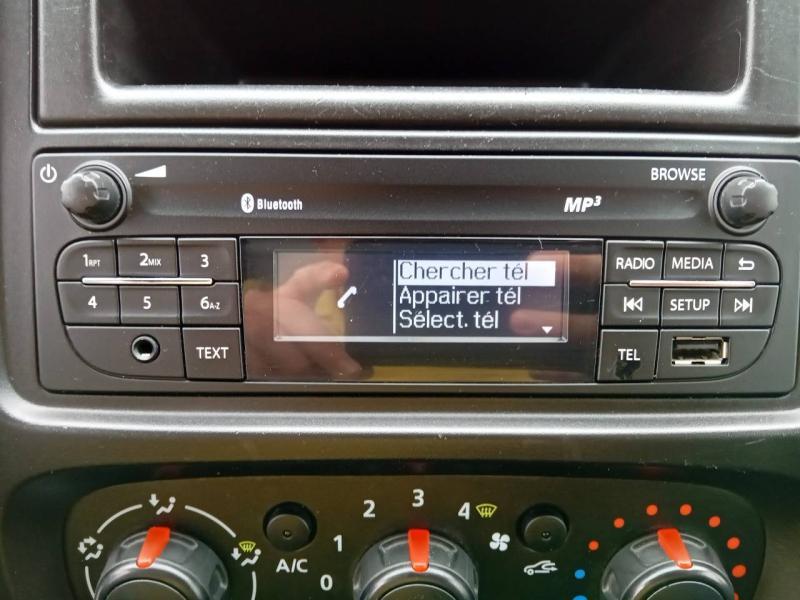 BROWSE
Bluetooth
MP3
1RPT 2MIX 3
4 5 6A-Z
TEXT
Chercher tél
Appairer tél
Sélect. tél
RADIO MEDIA
SETUP
TEL
A/C
0 1 2 3 4